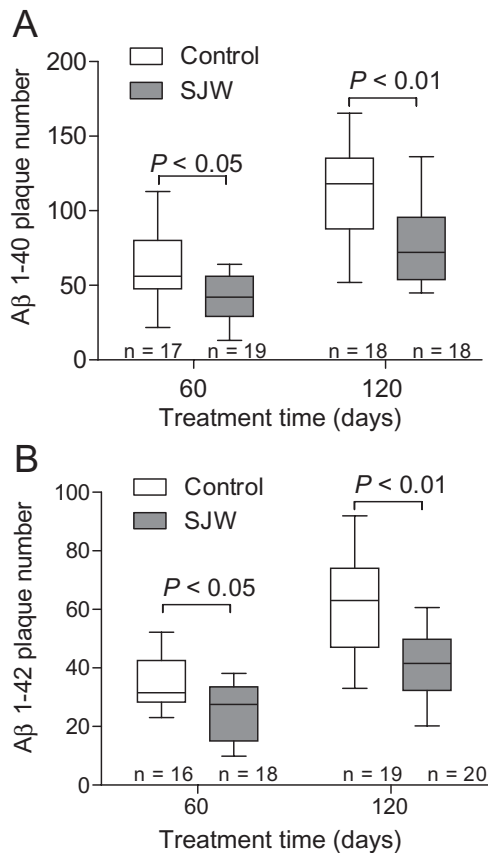 A
Control
SJW
P < 0.01
P < 0.05
200
150
100
50
0
Aβ 1-40 plaque number
n = 17 n = 19 n = 18 n = 18
60 120
Treatment time (days)
B
Control
SJW
P < 0.01
P < 0.05
100
80
60
40
20
0
Aβ 1-42 plaque number
n = 16 n = 18 n = 19 n = 20
60 120
Treatment time (days)